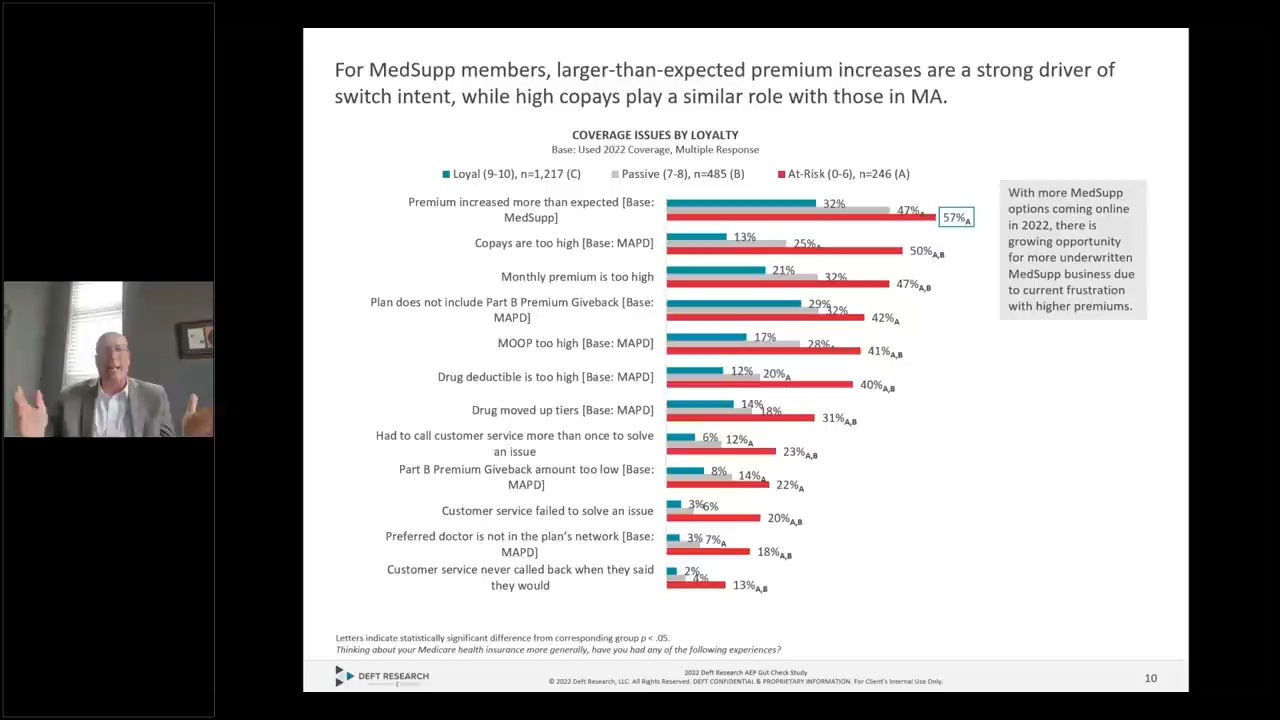 For MedSupp members, larger-than-expected premium increases are a strong driver of
switch intent, while high copays play a similar role with those in MA.
COVERAGE ISSUES BY LOYALTY
Base: Used 2022 Coverage, Multiple Response
Loyal (9-10), n=1,217 (C) Passive (7-8), n=485 (B) At-Risk (0-6), n=246 (A)
Premium increased more than expected [Base:
MedSupp]
32%
47%A
57%A
Copays are too high [Base: MAPD]
13%
25%A
50%A,B
Monthly premium is too high
21%
32%
47%A,B
Plan does not include Part B Premium Giveback [Base:
MAPD]
29%
32%
42%A
MOOP too high [Base: MAPD]
17%
28%A
41%A,B
Drug deductible is too high [Base: MAPD]
12%
20%A
40%A,B
Drug moved up tiers [Base: MAPD]
14%
18%
31%A,B
Had to call customer service more than once to solve
an issue
6%
12%A
23%A,B
Part B Premium Giveback amount too low [Base:
MAPD]
8%
14%A
22%A
Customer service failed to solve an issue
3%
6%
20%A,B
Preferred doctor is not in the plan's network [Base:
MAPD]
3%
7%A
18%A,B
Customer service never called back when they said
they would
2%
4%
13%A,B
With more MedSupp
options coming online
in 2022, there is
growing opportunity
for more underwritten
MedSupp business due
to current frustration
with higher premiums.
Letters indicate statistically significant difference from corresponding group p < .05.
Thinking about your Medicare health insurance more generally, have you had any of the following experiences?
DEFT RESEARCH
2022 Deft Research AEP Gut Check Study
© 2022 Deft Research, LLC. All Rights Reserved. DEFT CONFIDENTIAL & PROPRIETARY INFORMATION. For Client's Internal Use Only.
10